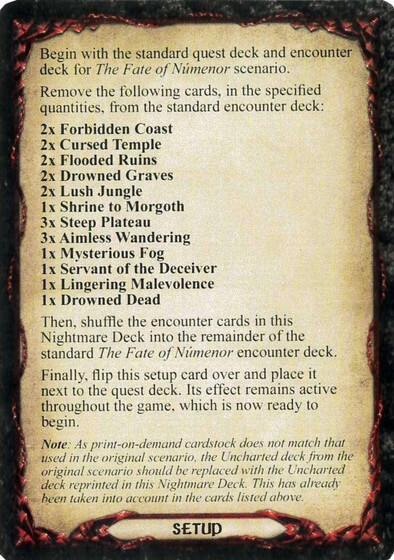 Begin with the standard quest deck and encounter
deck for The Fate of Númenor scenario.
Remove the following cards, in the specified
quantities, from the standard encounter deck:
2x Forbidden Coast
2x Cursed Temple
2x Flooded Ruins
2x Drowned Graves
2x Lush Jungle
1x Shrine to Morgoth
3x Steep Plateau
3x Aimless Wandering
1x Mysterious Fog
1x Servant of the Deceiver
1x Lingering Malevolence
1x Drowned Dead
Then, shuffle the encounter cards in this
Nightmare Deck into the remainder of the
standard The Fate of Númenor encounter deck.
Finally, flip this setup card over and place it
next to the quest deck. Its effect remains active
throughout the game, which is now ready to
begin.
Note: As print-on-demand cardstock does not match that
used in the original scenario, the Uncharted deck from the
original scenario should be replaced with the Uncharted
deck reprinted in this Nightmare Deck. This has already
been taken into account in the cards listed above.
SETUP